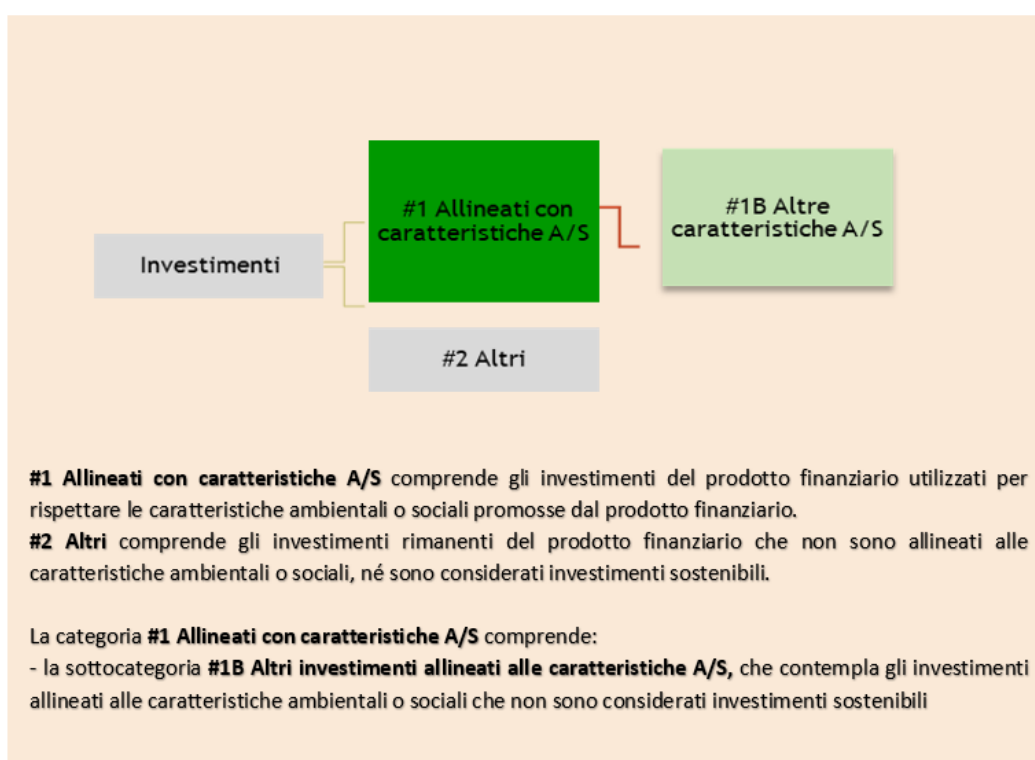 #1 Allineati con
caratteristiche A/S
#1B Altre
caratteristiche A/S
Investimenti
#2 Altri
#1 Allineati con caratteristiche A/S comprende gli investimenti del prodotto finanziario utilizzati per
rispettare le caratteristiche ambientali o sociali promosse dal prodotto finanziario.
#2 Altri comprende gli investimenti rimanenti del prodotto finanziario che non sono allineati alle
caratteristiche ambientali o sociali, né sono considerati investimenti sostenibili.
La categoria #1 Allineati con caratteristiche A/S comprende:
- la sottocategoria #1B Altri investimenti allineati alle caratteristiche A/S, che contempla gli investimenti
allineati alle caratteristiche ambientali o sociali che non sono considerati investimenti sostenibili